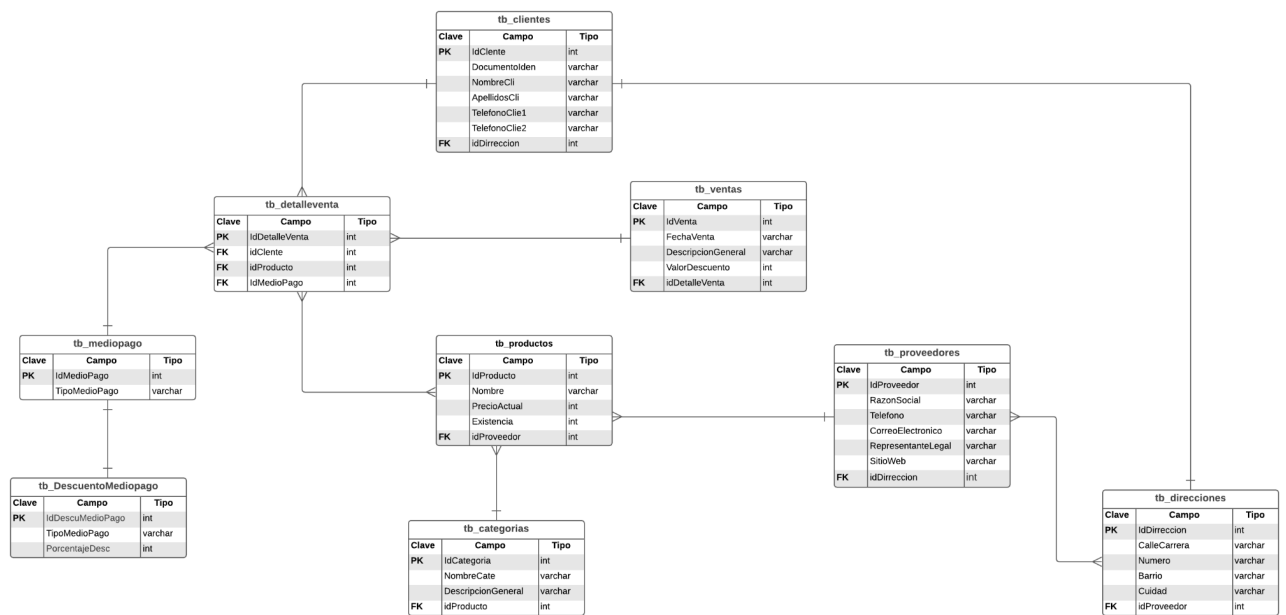 tb_clientes
Clave Campo Tipo
PK IdClente int
DocumentoIden varchar
NombreCli varchar
ApellidosCli varchar
TelefonoClie1 varchar
TelefonoClie2 varchar
FK idDirreccion int
tb_detalleventa
Clave Campo Tipo
PK IdDetalleVenta int
FK idClente int
FK idProducto int
FK IdMedioPago int
tb_ventas
Clave Campo Tipo
PK IdVenta int
FechaVenta varchar
DescripcionGeneral varchar
ValorDescuento int
FK idDetalleVenta int
tb_mediopago
Clave Campo Tipo
PK IdMedioPago int
TipoMedioPago varchar
tb_productos
Clave Campo Tipo
PK IdProducto int
Nombre varchar
PrecioActual int
Existencia int
FK idProveedor int
tb_proveedores
Clave Campo Tipo
PK IdProveedor int
RazonSocial varchar
Telefono varchar
CorreoElectronico varchar
RepresentanteLegal varchar
SitioWeb varchar
FK idDirreccion int
tb_DescuentoMediopago
Clave Campo Tipo
PK IdDescuMedioPago int
TipoMedioPago varchar
PorcentajeDesc int
tb_categorias
Clave Campo Tipo
PK IdCategoria int
NombreCate varchar
DescripcionGeneral varchar
FK idProducto int
tb_direcciones
Clave Campo Tipo
PK IdDirreccion int
CalleCarrera varchar
Numero varchar
Barrio varchar
Cuidad varchar
FK idProveedor int